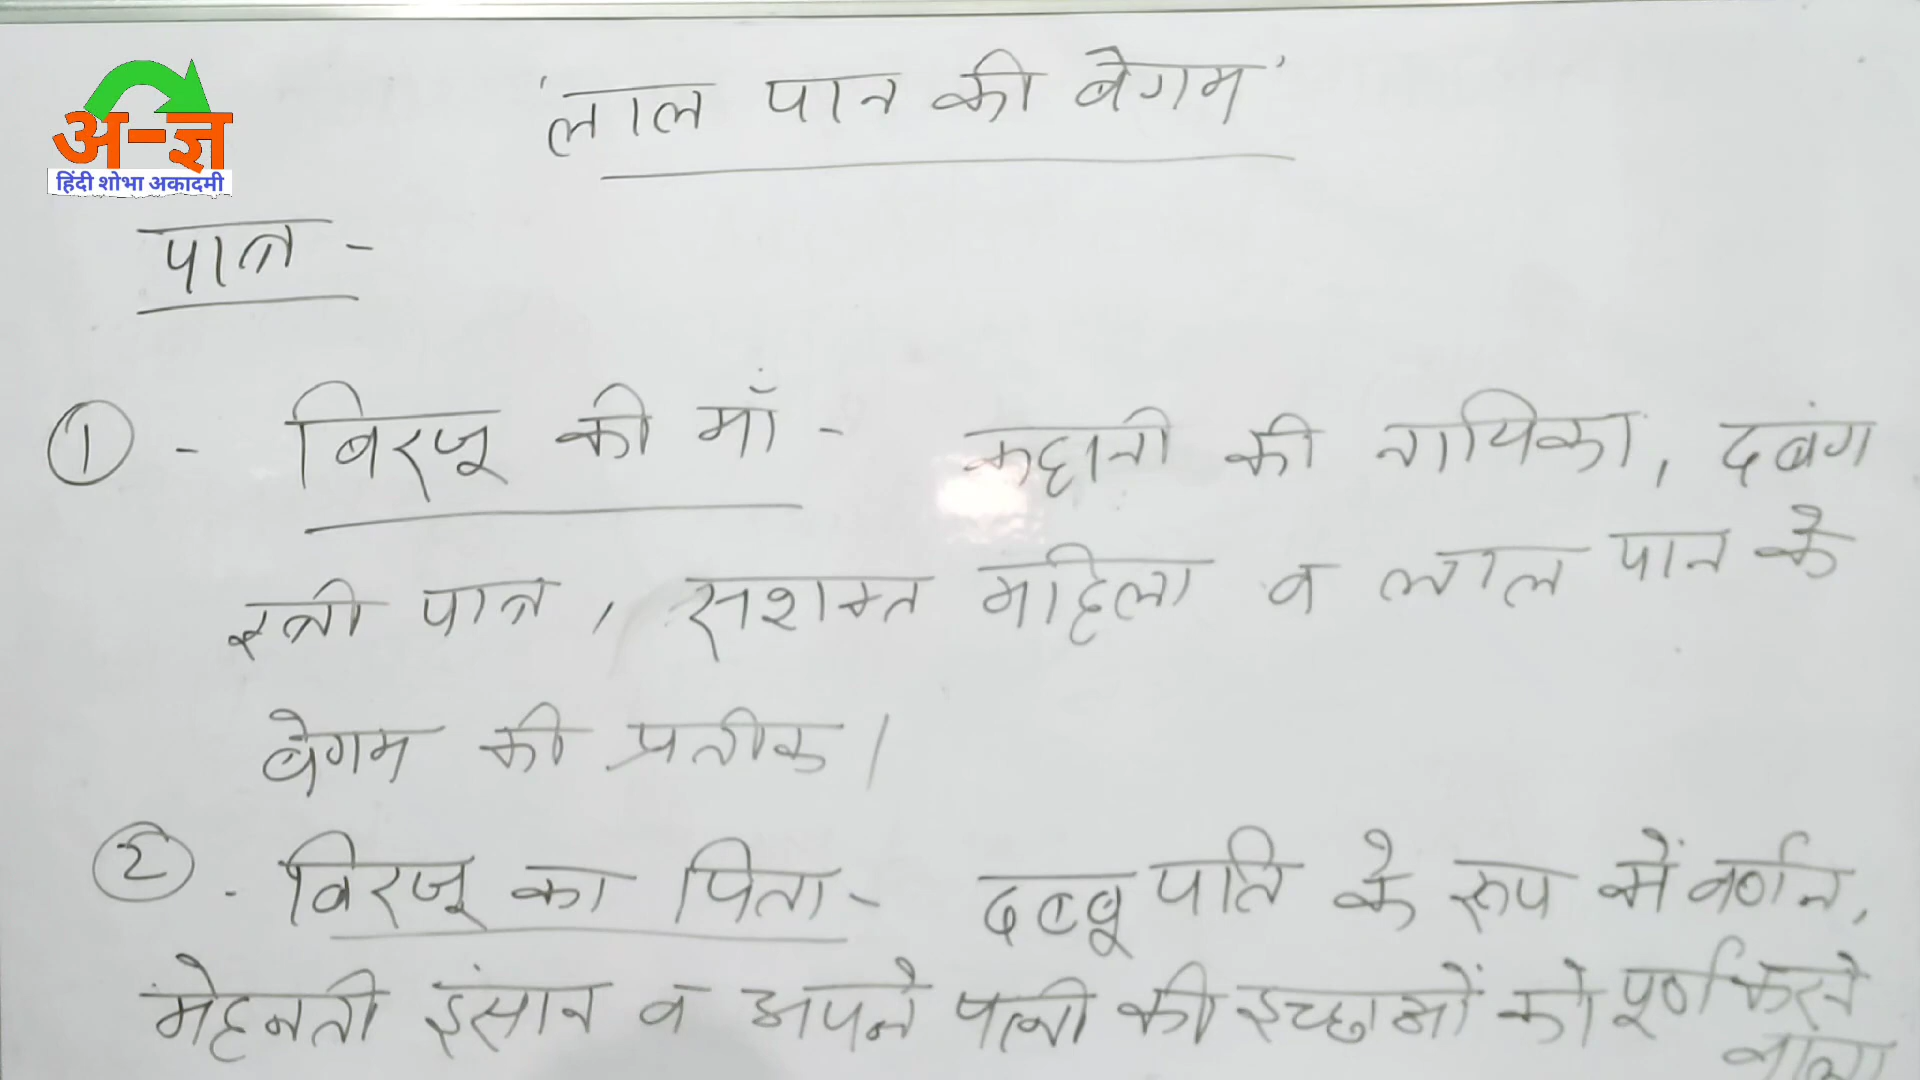 'लाल पान की बेगम'
अ-ज्ञ
हिंदी शोभा अकादमी
पात्र -
① - बिरजू की माँ - कहानी की नायिका, दबंग
स्त्री पात्र, सशक्त महिला व लाल पान के
बेगम की प्रतीक।
② - बिरजू का पिता - दब्बू पति के रूप में वर्णन,
मेहनती इंसान व अपने पत्नी की इच्छाओं को पूर्ण करने
वाला